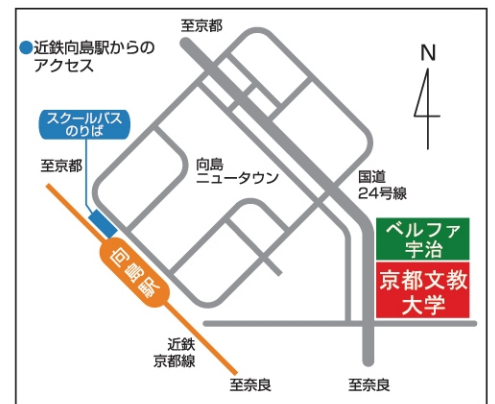 至京都
●近鉄向島駅からの
アクセス
N
スクールバス
のりば
至京都
向島
ニュータウン
国道
24号線
ベルファ
宇治
京都文教
大学
向島駅
近鉄
京都線
至奈良
至奈良